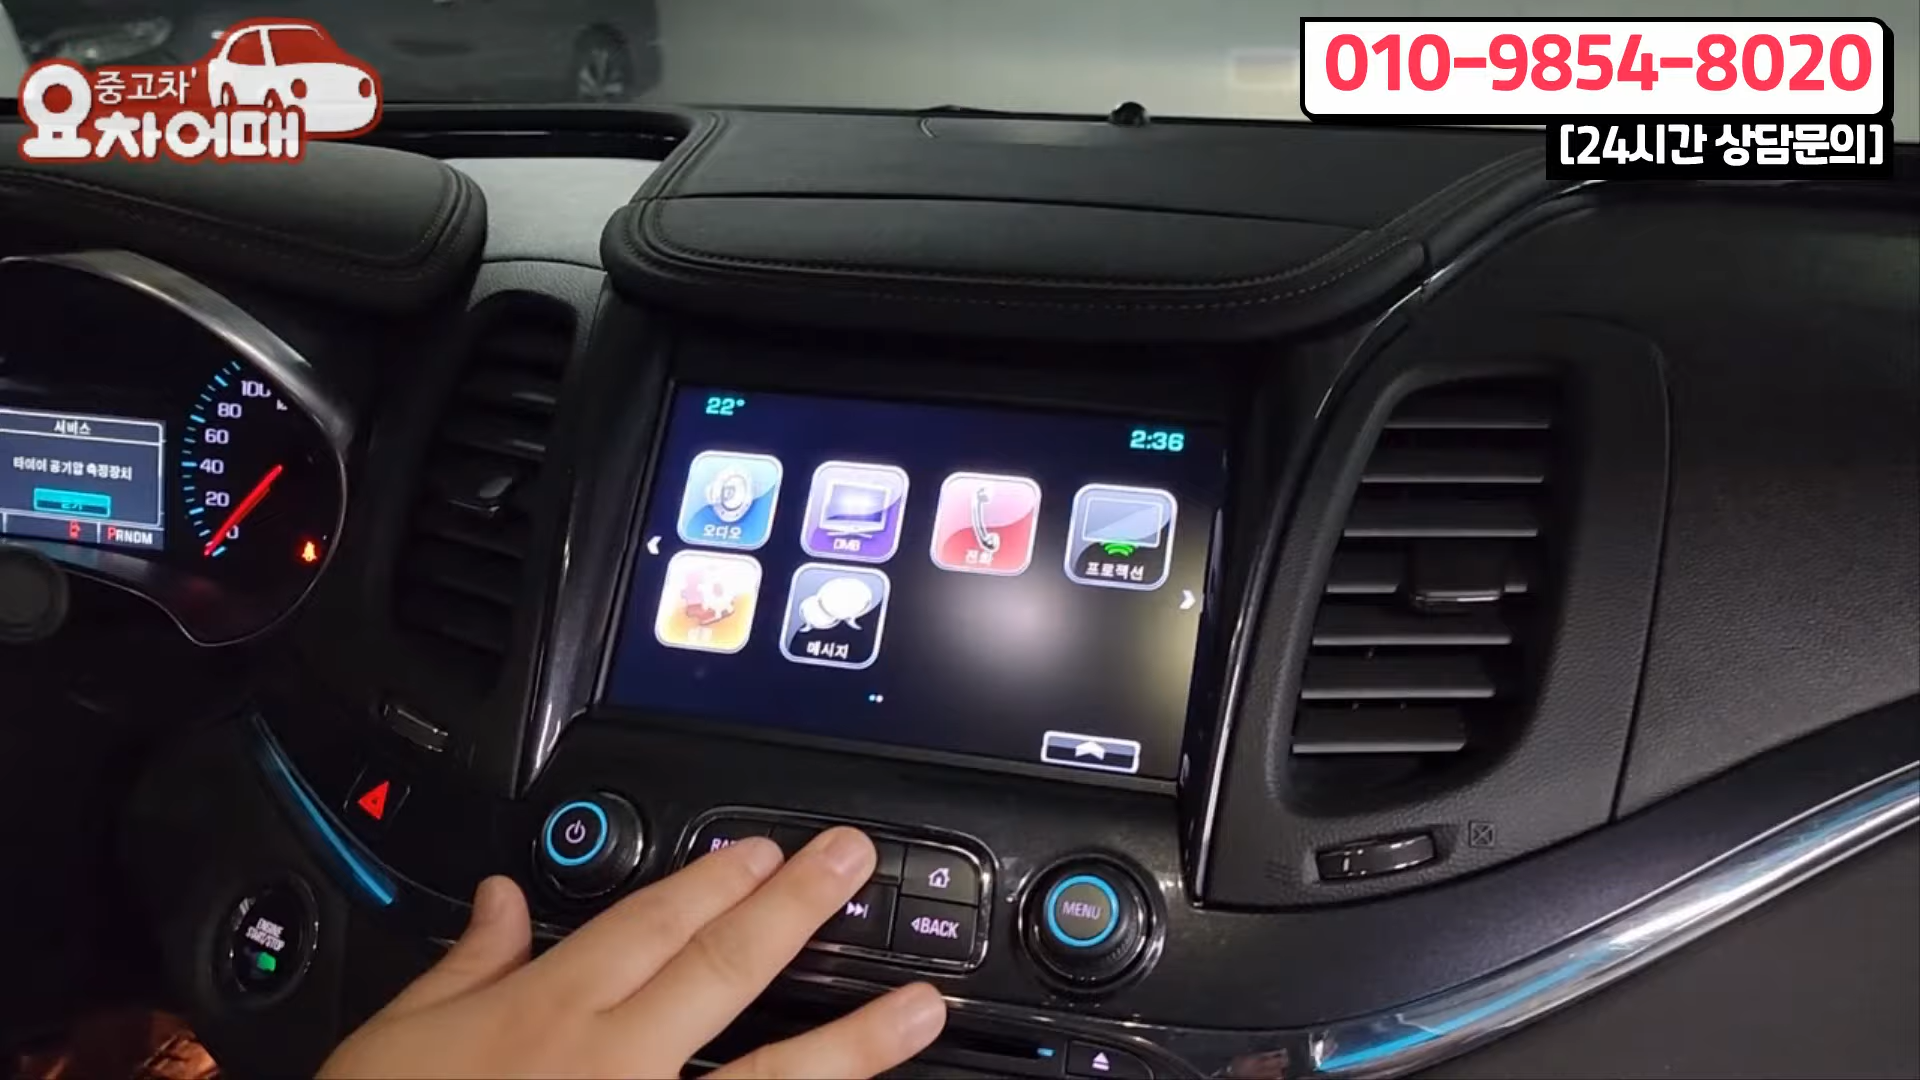 중고차'
요차어때
010-9854-8020
[24시간 상담문의]
22°
2:36
오디오
DMB
전화
프로젝션
메시지
서비스
타이어 공기압 측정장치
PRNDM
100
80
60
40
20
0
MENU
BACK
ENGINE
START/STOP